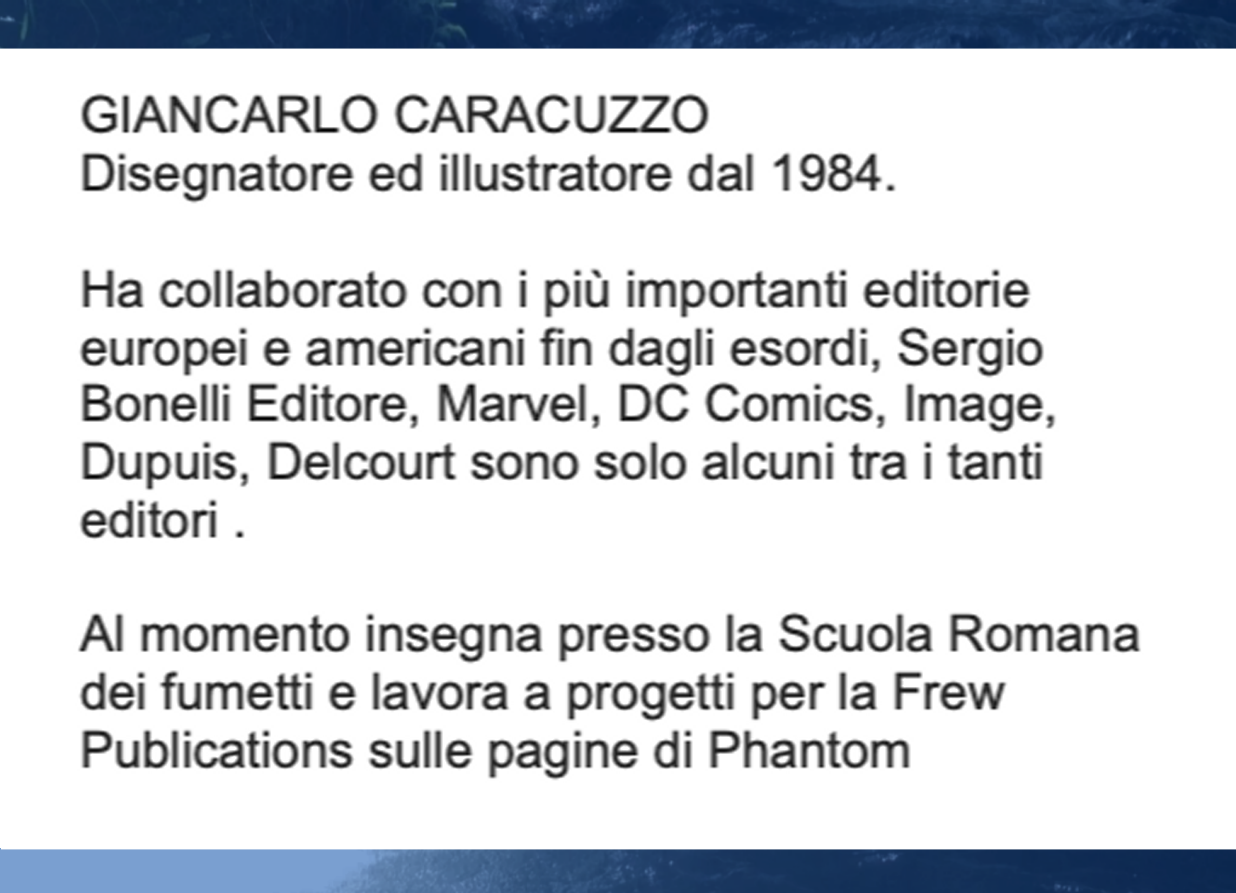 GIANCARLO CARACUZZO
Disegnatore ed illustratore dal 1984.
Ha collaborato con i più importanti editorie
europei e americani fin dagli esordi, Sergio
Bonelli Editore, Marvel, DC Comics, Image,
Dupuis, Delcourt sono solo alcuni tra i tanti
editori .
Al momento insegna presso la Scuola Romana
dei fumetti e lavora a progetti per la Frew
Publications sulle pagine di Phantom